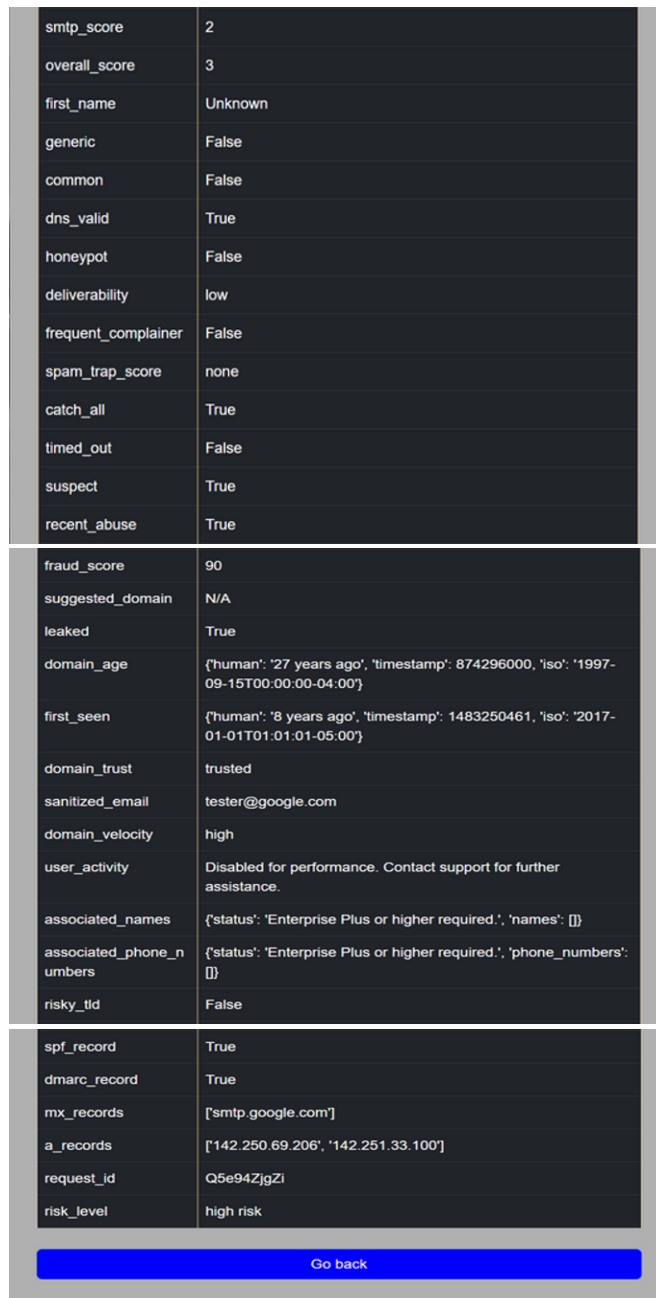 smtp_score 2
overall_score 3
first_name Unknown
generic False
common False
dns_valid True
honeypot False
deliverability low
frequent_complainer False
spam_trap_score none
catch_all True
timed_out False
suspect True
recent_abuse True
fraud_score 90
suggested_domain N/A
leaked True
domain_age {'human': '27 years ago', 'timestamp': 874296000, 'iso': '1997-
09-15T00:00:00-04:00'}
first_seen {'human': '8 years ago', 'timestamp': 1483250461, 'iso': '2017-
01-01T01:01:01-05:00'}
domain_trust trusted
sanitized_email tester@google.com
domain_velocity high
user_activity Disabled for performance. Contact support for further
assistance.
associated_names {'status': 'Enterprise Plus or higher required.', 'names': []}
associated_phone_n {'status': 'Enterprise Plus or higher required.', 'phone_numbers':
umbers []}
risky_tld False
spf_record True
dmarc_record True
mx_records ['smtp.google.com']
a_records ['142.250.69.206', '142.251.33.100']
request_id Q5e94ZjgZi
risk_level high risk
Go back